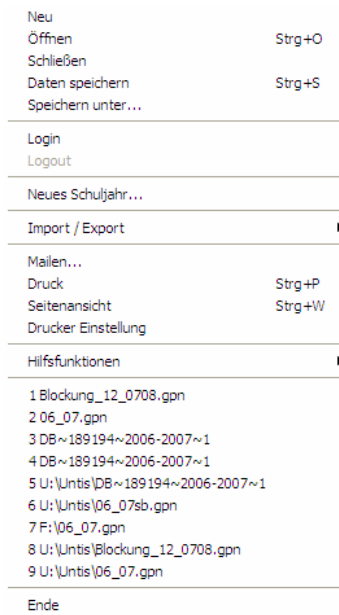 Neu
Öffnen Strg+O
Schließen
Daten speichern Strg+S
Speichern unter...
Login
Logout
Neues Schuljahr...
Import / Export
Mailen...
Druck Strg+P
Seitenansicht Strg+W
Drucker Einstellung
Hilfsfunktionen
1 Blockung_12_0708.gpn
2 06_07.gpn
3 DB~189194~2006-2007~1
4 DB~189194~2006-2007~1
5 U:\Untis\DB~189194~2006-2007~1
6 U:\Untis\06_07sb.gpn
7 F:\06_07.gpn
8 U:\Untis\Blockung_12_0708.gpn
9 U:\Untis\06_07.gpn
Ende